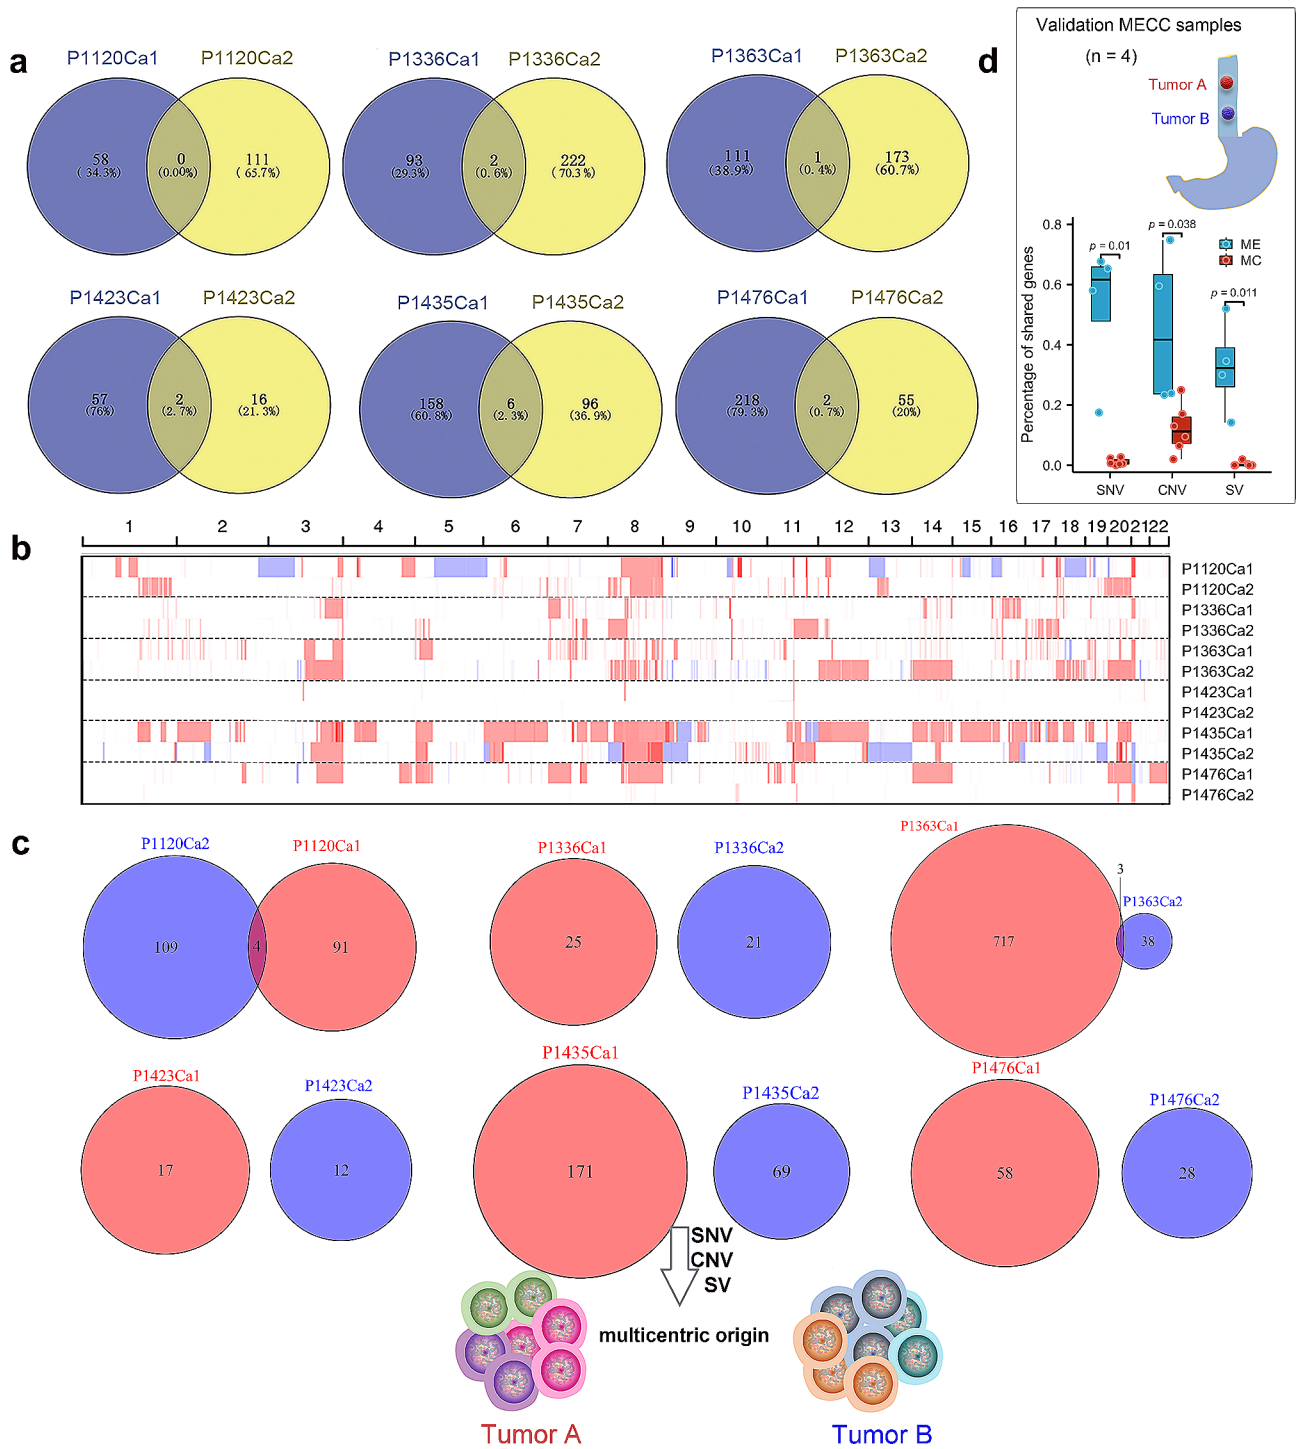 a
P1120Ca1 P1120Ca2 P1336Ca1 P1336Ca2 P1363Ca1 P1363Ca2
58 0 111 93 2 222 111 1 173
( 34.3%) (0.00%) ( 65.7%) (29.3%) (0. 6%) ( 70.3%) (38.9%) (0. 4%) (60.7%)
P1423Ca1 P1423Ca2 P1435Ca1 P1435Ca2 P1476Ca1 P1476Ca2
57 2 16 158 6 96 218 2 55
(76%) (2. 7%) (21.3%) (60.8%) (2. 3%) (36.9%) (79.3%) (0. 7%) (20%)
d
Validation MECC samples
(n = 4)
Tumor A
Tumor B
Percentage of shared genes
0.8
0.6
0.4
0.2
0.0
p = 0.01
p = 0.038
p = 0.011
ME
MC
SNV CNV SV
b
1 2 3 4 5 6 7 8 9 10 11 12 13 14 15 16 17 18 19 20 21 22
P1120Ca1
P1120Ca2
P1336Ca1
P1336Ca2
P1363Ca1
P1363Ca2
P1423Ca1
P1423Ca2
P1435Ca1
P1435Ca2
P1476Ca1
P1476Ca2
c
P1120Ca2 P1120Ca1 P1336Ca1 P1336Ca2 P1363Ca1 P1363Ca2
109 4 91 25 21 717 3 38
P1423Ca1 P1423Ca2 P1435Ca1 P1435Ca2 P1476Ca1 P1476Ca2
17 12 171 69 58 28
SNV
CNV
SV
multicentric origin
Tumor A Tumor B